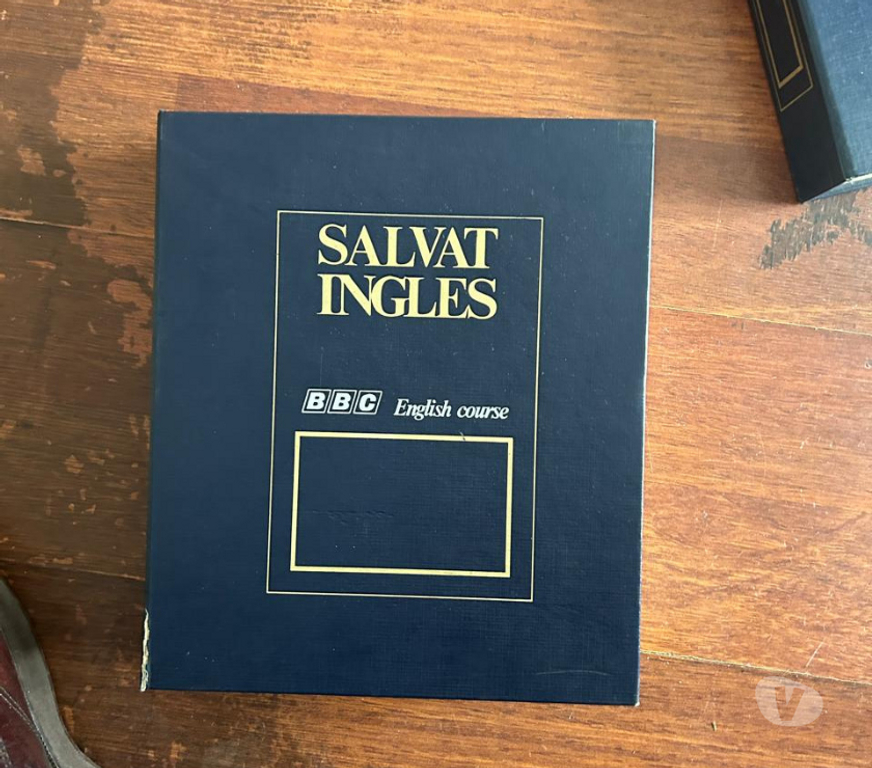 SALVAT
INGLES
BBC English course
V